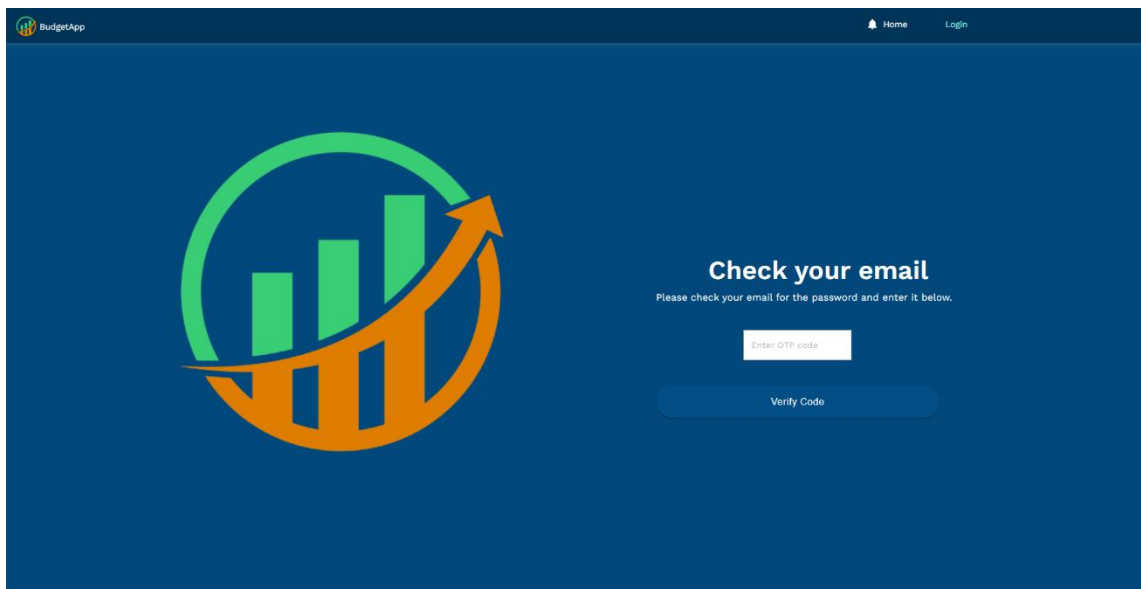 BudgetApp
Home
Login
Check your email
Please check your email for the password and enter it below.
Enter OTP code
Verify Code